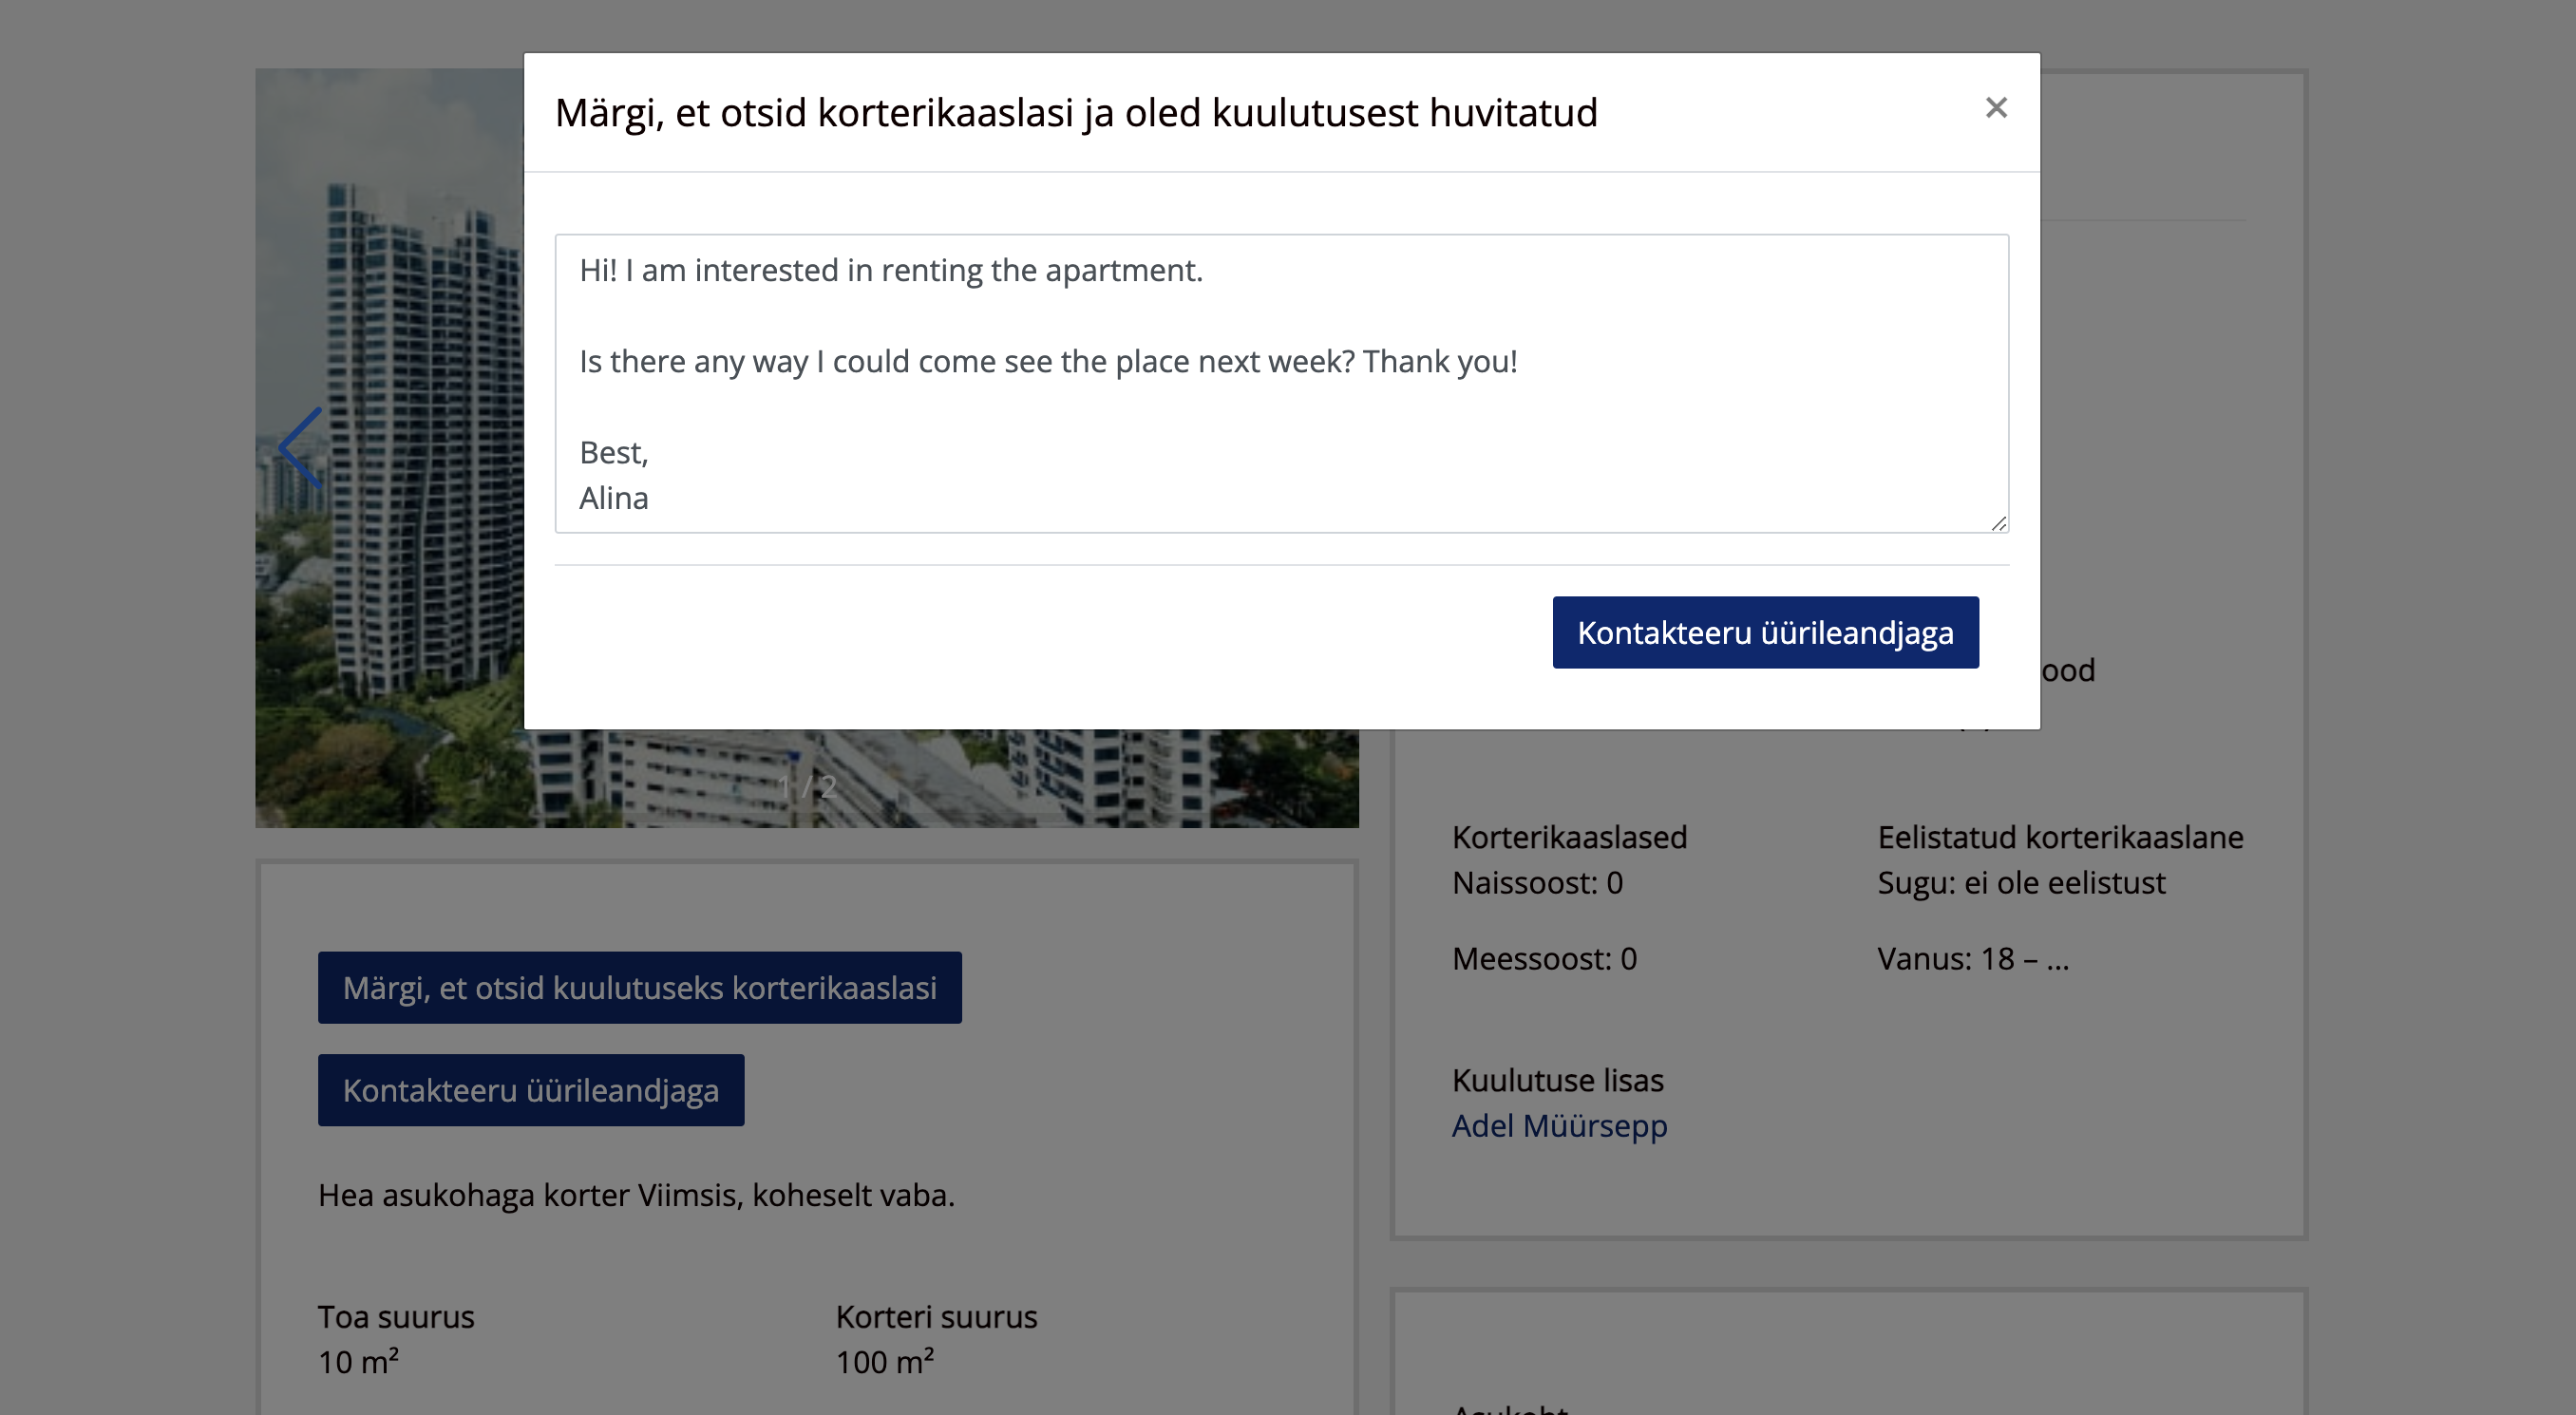 Märgi, et otsid korterikaaslasi ja oled kuulutusest huvitatud
×
Hi! I am interested in renting the apartment.
Is there any way I could come see the place next week? Thank you!
Best,
Alina
Kontakteeru üürileandjaga
1 / 2
Märgi, et otsid kuulutuseks korterikaaslasi
Kontakteeru üürileandjaga
Hea asukohaga korter Viimsis, koheselt vaba.
Toa suurus
10 m²
Korteri suurus
100 m²
ood
Korterikaaslased
Naissoost: 0
Meessoost: 0
Eelistatud korterikaaslane
Sugu: ei ole eelistust
Vanus: 18 – ...
Kuulutuse lisas
Adel Müürsepp